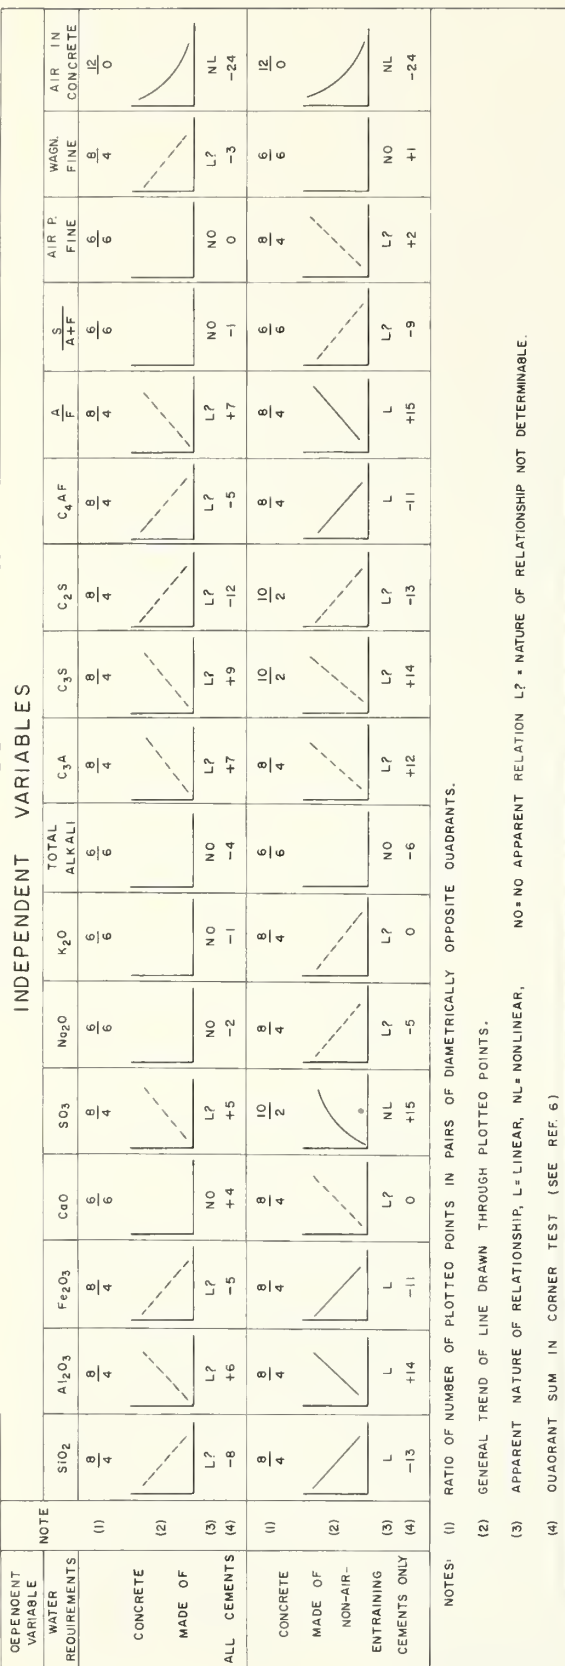 INDEPENDENT VARIABLES
DEPENDENT VARIABLE
WATER REQUIREMENTS
NOTE
SiO2
Al2O3
Fe2O3
CaO
SO3
Na2O
K2O
TOTAL ALKALI
C3A
C3S
C2S
C4AF
A/F
S/A+F
AIR P. FINE
WAGN. FINE
AIR IN CONCRETE
CONCRETE MADE OF ALL CEMENTS
(1) 8/4 8/4 8/4 6/6 8/4 6/6 6/6 6/6 8/4 8/4 8/4 8/4 8/4 6/6 6/6 8/4 12/0
(2)
(3) L? L? L? NO L? NO NO NO L? L? L? L? L? NO NO L? NL
(4) -8 +6 -5 +4 +5 -2 -1 -4 +7 +9 -12 -5 +7 -1 0 -3 -24
CONCRETE MADE OF NON-AIR-ENTRAINING CEMENTS ONLY
(1) 8/4 8/4 8/4 8/4 10/2 8/4 8/4 6/6 8/4 10/2 10/2 8/4 8/4 6/6 8/4 6/6 12/0
(2)
(3) L L L L? NL L? L? NO L? L? L? L L L? L? NO NL
(4) -13 +14 -11 0 +15 -5 0 -6 +12 +14 -13 -11 +15 -9 +2 +1 -24
NOTES: (1) RATIO OF NUMBER OF PLOTTED POINTS IN PAIRS OF DIAMETRICALLY OPPOSITE QUADRANTS.
(2) GENERAL TREND OF LINE DRAWN THROUGH PLOTTED POINTS.
(3) APPARENT NATURE OF RELATIONSHIP, L = LINEAR, NL = NONLINEAR, NO = NO APPARENT RELATION L? = NATURE OF RELATIONSHIP NOT DETERMINABLE.
(4) QUADRANT SUM IN CORNER TEST (SEE REF. 6)